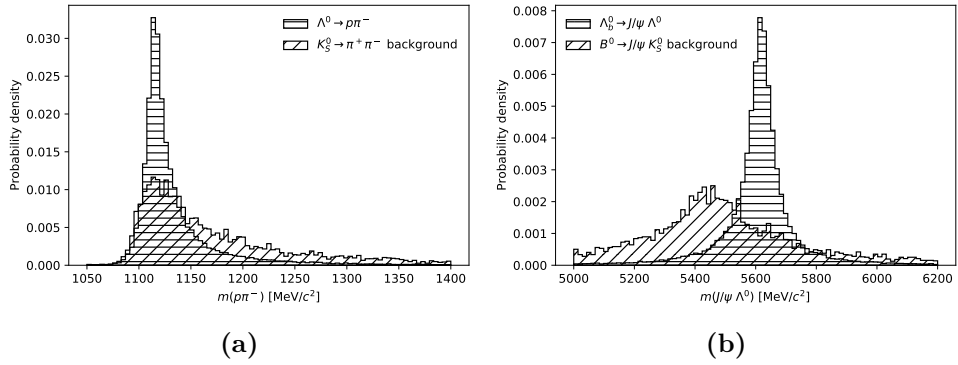 Λ⁰→pπ⁻
K_S⁰→π⁺π⁻ background
0.030
0.025
0.020
0.015
0.010
0.005
0.000
Probability density
1050 1100 1150 1200 1250 1300 1350 1400
m(pπ⁻) [MeV/c²]
(a)
Λ_b⁰→J/ψ Λ⁰
B⁰→J/ψ K_S⁰ background
0.008
0.007
0.006
0.005
0.004
0.003
0.002
0.001
0.000
Probability density
5000 5200 5400 5600 5800 6000 6200
m(J/ψ Λ⁰) [MeV/c²]
(b)